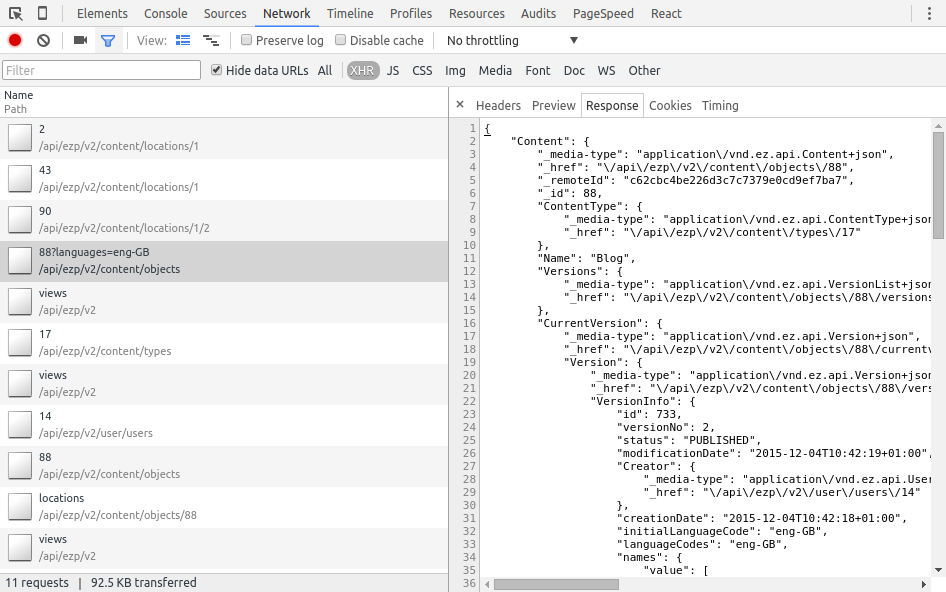 Elements Console Sources Network Timeline Profiles Resources Audits PageSpeed React
View: Preserve log Disable cache No throttling
Filter Hide data URLs All XHR JS CSS Img Media Font Doc WS Other
Name
Path
2
/api/ezp/v2/content/locations/1
43
/api/ezp/v2/content/locations/1
90
/api/ezp/v2/content/locations/1/2
88?languages=eng-GB
/api/ezp/v2/content/objects
views
/api/ezp/v2
17
/api/ezp/v2/content/types
views
/api/ezp/v2
14
/api/ezp/v2/user/users
88
/api/ezp/v2/content/objects
locations
/api/ezp/v2/content/objects/88
views
/api/ezp/v2
11 requests | 92.5 KB transferred
× Headers Preview Response Cookies Timing
1 {
2 "Content": {
3 "_media-type": "application\/vnd.ez.api.Content+json",
4 "_href": "\/api\/ezp\/v2\/content\/objects\/88",
5 "_remoteId": "c62cbc4be226d3c7c7379e0cd9ef7ba7",
6 "_id": 88,
7 "ContentType": {
8 "_media-type": "application\/vnd.ez.api.ContentType+json
9 "_href": "\/api\/ezp\/v2\/content\/types\/17"
10 },
11 "Name": "Blog",
12 "Versions": {
13 "_media-type": "application\/vnd.ez.api.VersionList+json
14 "_href": "\/api\/ezp\/v2\/content\/objects\/88\/versions
15 },
16 "CurrentVersion": {
17 "_media-type": "application\/vnd.ez.api.Version+json",
18 "_href": "\/api\/ezp\/v2\/content\/objects\/88\/currentv
19 "Version": {
20 "_media-type": "application\/vnd.ez.api.Version+json
21 "_href": "\/api\/ezp\/v2\/content\/objects\/88\/vers
22 "VersionInfo": {
23 "id": 733,
24 "versionNo": 2,
25 "status": "PUBLISHED",
26 "modificationDate": "2015-12-04T10:42:19+01:00",
27 "Creator": {
28 "_media-type": "application\/vnd.ez.api.User
29 "_href": "\/api\/ezp\/v2\/user\/users\/14"
30 },
31 "creationDate": "2015-12-04T10:42:18+01:00",
32 "initialLanguageCode": "eng-GB",
33 "languageCodes": "eng-GB",
34 "names": {
35 "value": [
36